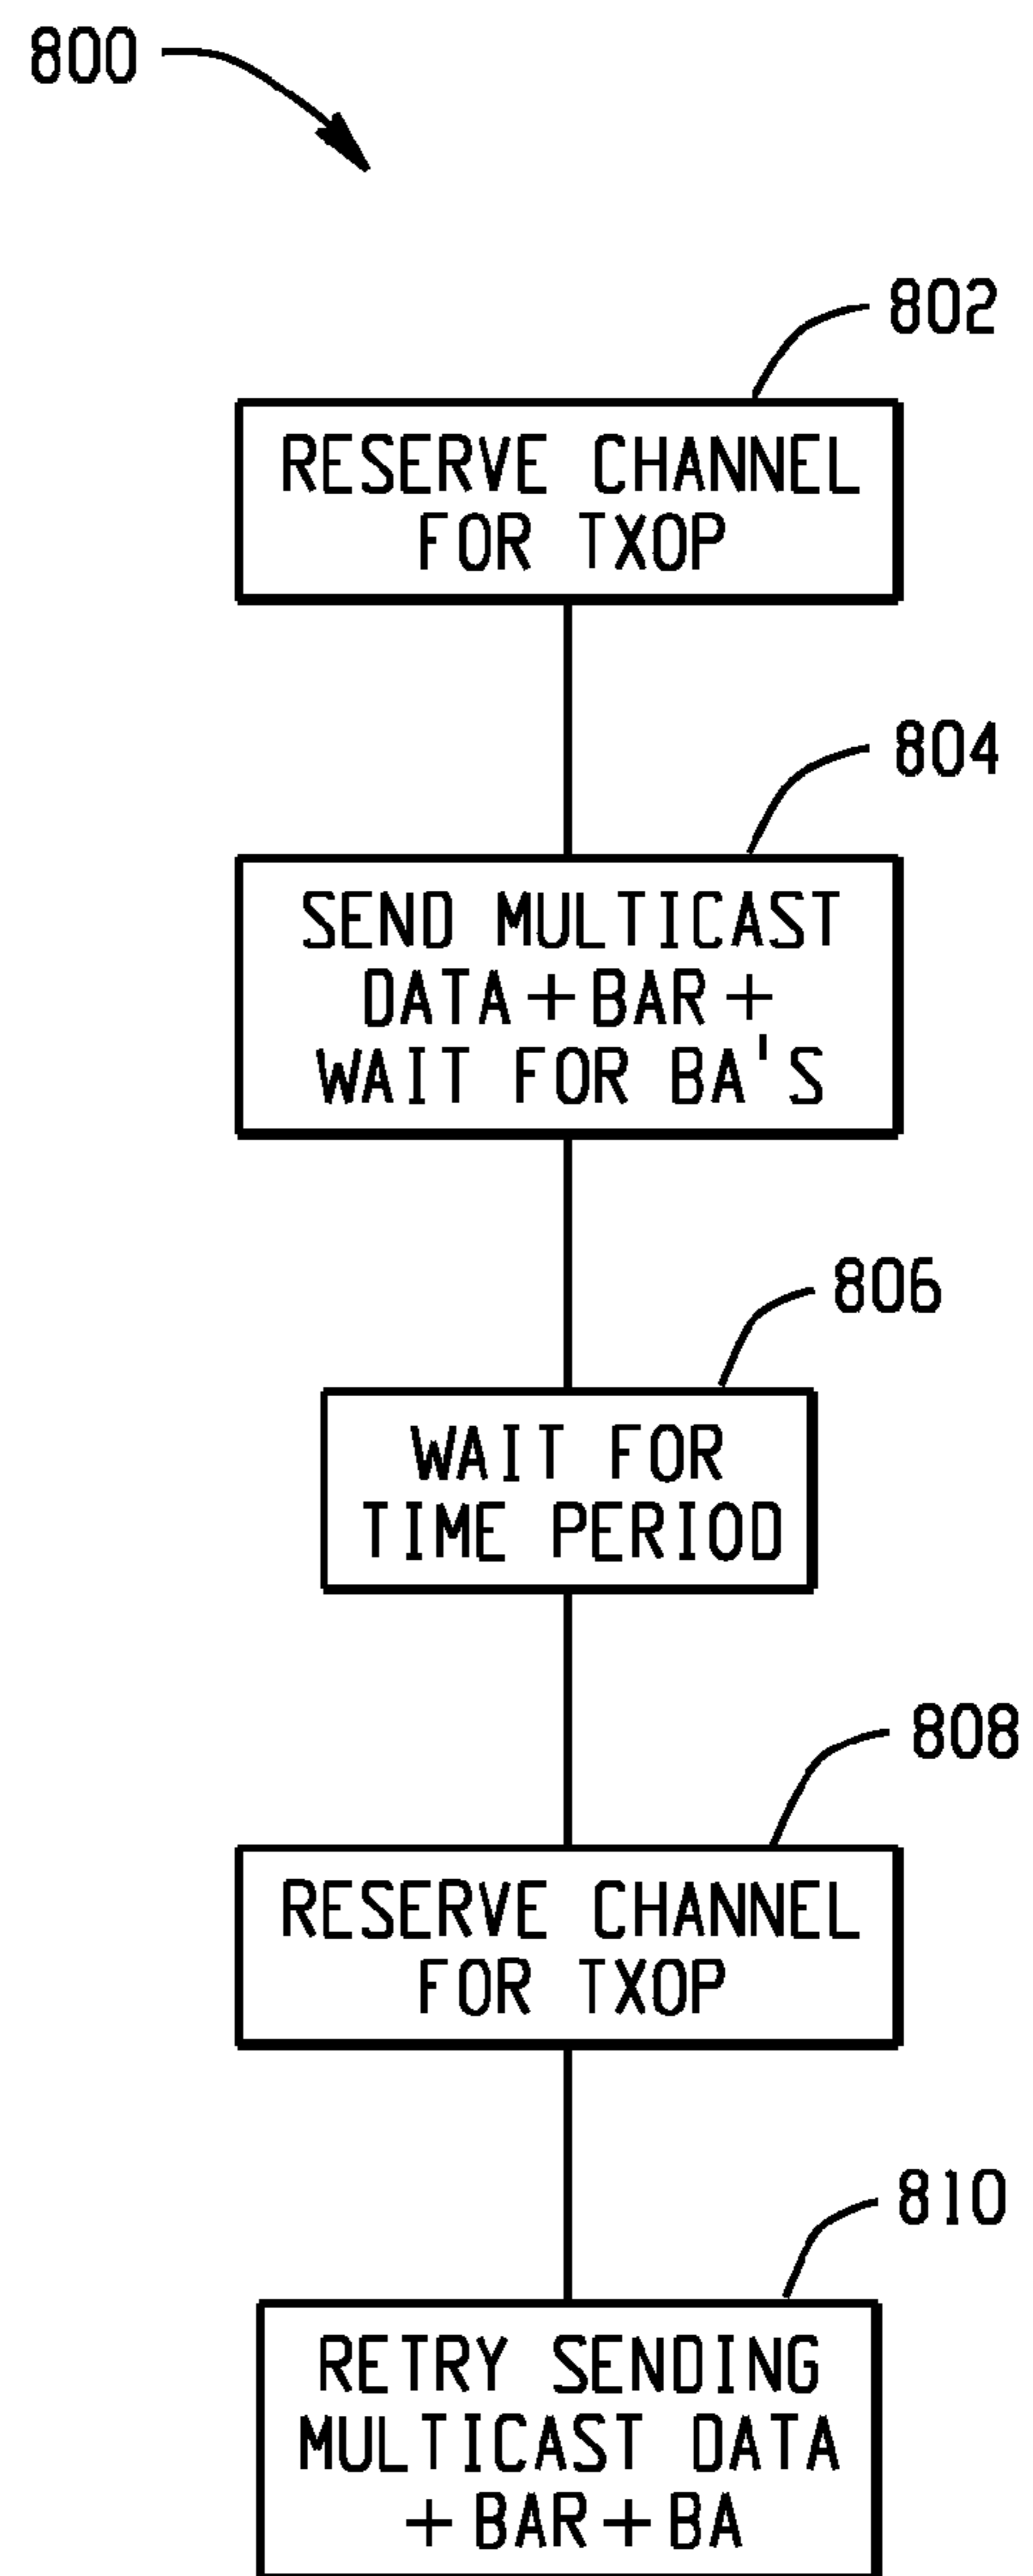 800
802
RESERVE CHANNEL
FOR TXOP
804
SEND MULTICAST
DATA+BAR+
WAIT FOR BA'S
806
WAIT FOR
TIME PERIOD
808
RESERVE CHANNEL
FOR TXOP
810
RETRY SENDING
MULTICAST DATA
+BAR+BA